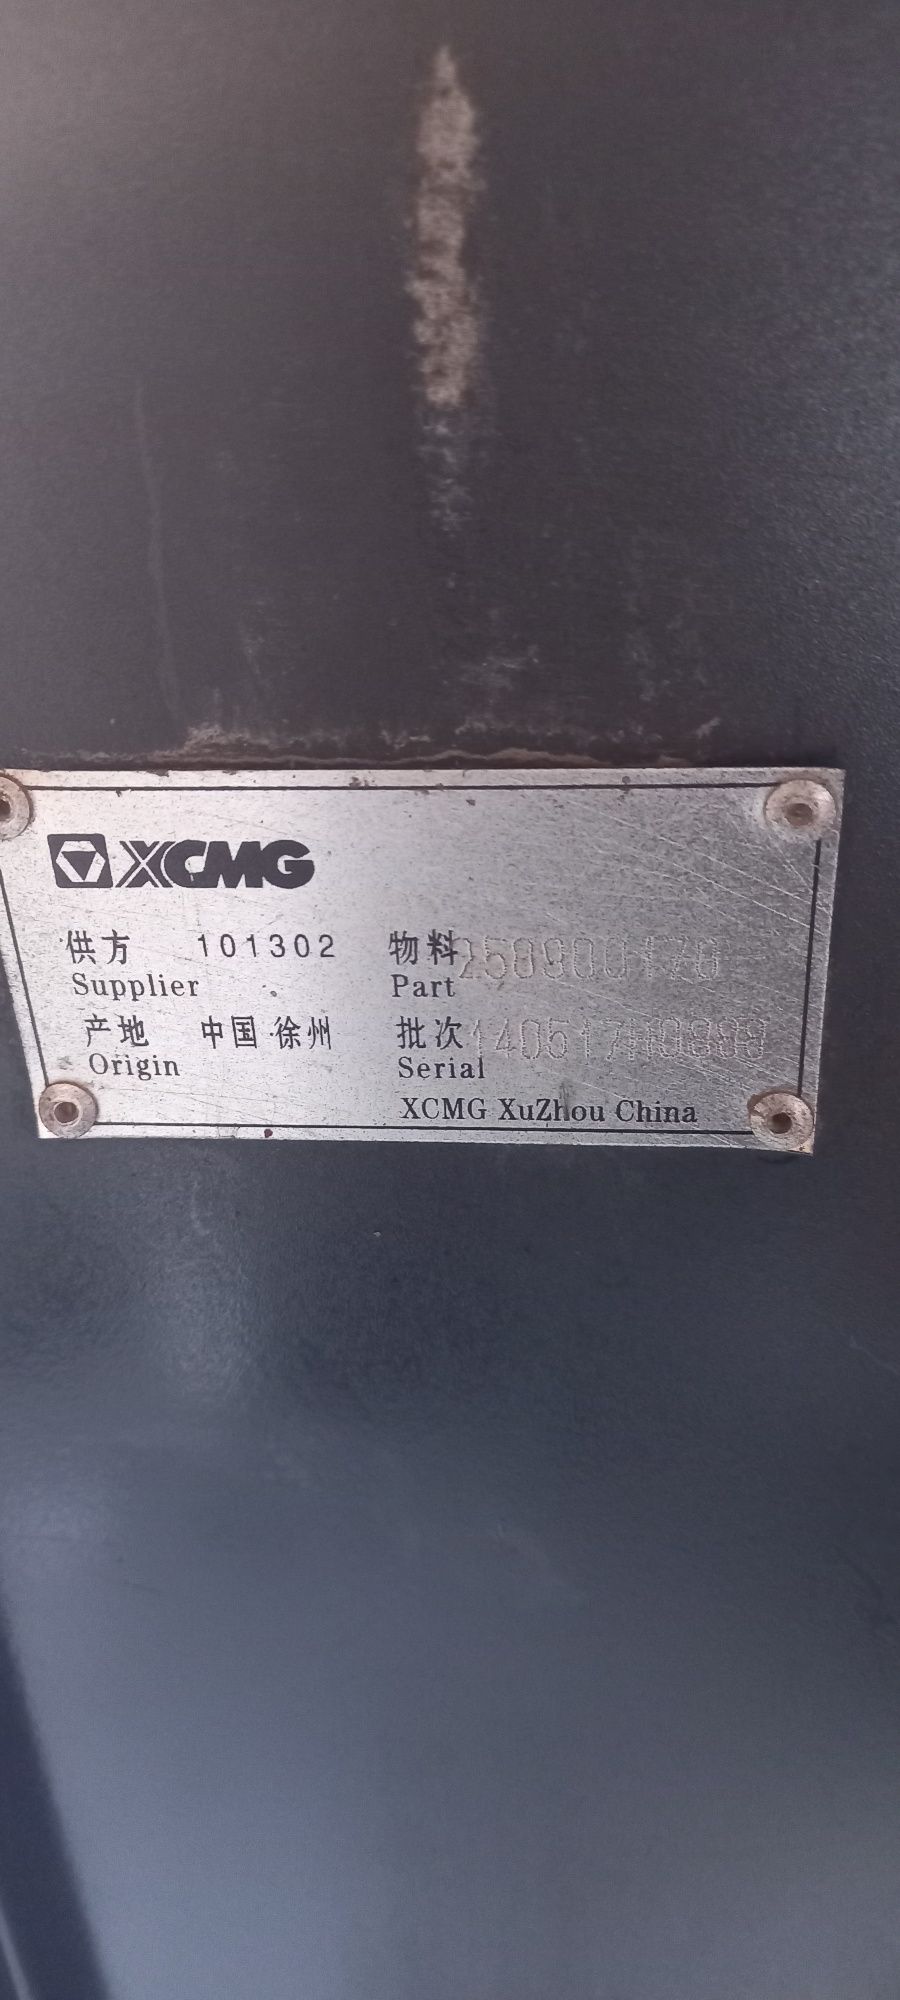 XCMG
供方 101302 物料
Supplier Part
产地 中国·徐州 批次
Origin Serial
XCMG XuZhou China